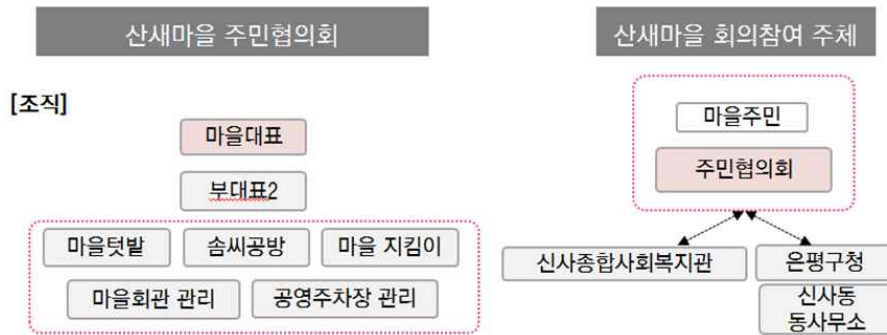 산새마을 주민협의회
산새마을 회의참여 주체
[조직]
마을대표
부대표2
마을텃밭
솜씨공방
마을 지킴이
마을회관 관리
공영주차장 관리
마을주민
주민협의회
신사종합사회복지관
은평구청
신사동
동사무소